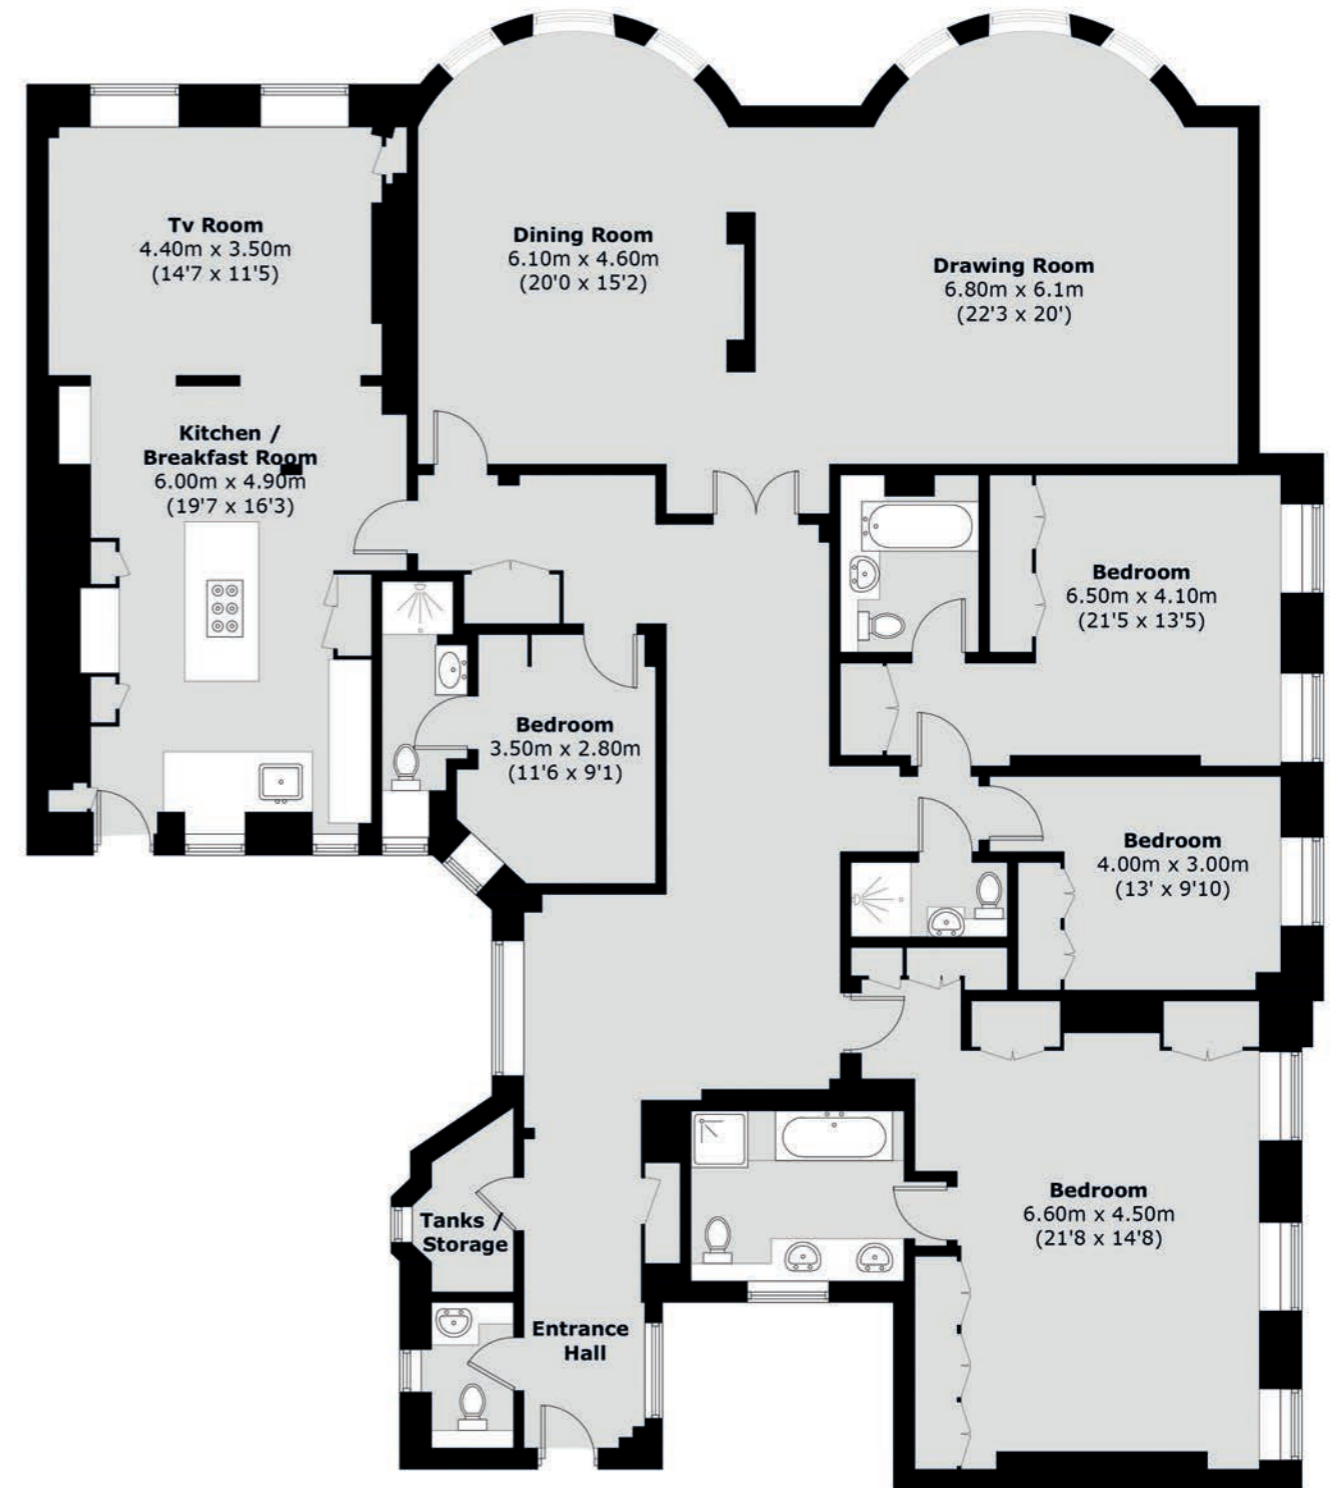 Tv Room
4.40m x 3.50m
(14'7 x 11'5)
Dining Room
6.10m x 4.60m
(20'0 x 15'2)
Drawing Room
6.80m x 6.1m
(22'3 x 20')
Kitchen /
Breakfast Room
6.00m x 4.90m
(19'7 x 16'3)
Bedroom
6.50m x 4.10m
(21'5 x 13'5)
Bedroom
3.50m x 2.80m
(11'6 x 9'1)
Bedroom
4.00m x 3.00m
(13' x 9'10)
Bedroom
6.60m x 4.50m
(21'8 x 14'8)
Tanks /
Storage
Entrance
Hall